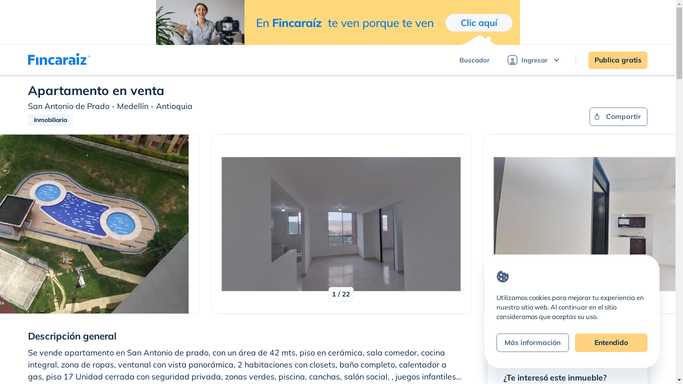 En Fincaraíz te ven porque te ven
Clic aquí
Fincaraíz
Buscador
Ingresar
Publica gratis
Apartamento en venta
San Antonio de Prado - Medellín - Antioquia
Inmobiliaria
Compartir
1 / 22
Utilizamos cookies para mejorar tu experiencia en
nuestro sitio web. Al continuar en el sitio
consideramos que aceptas su uso.
Más información
Entendido
Descripción general
Se vende apartamento en San Antonio de prado, con un área de 42 mts, piso en cerámica, sala comedor, cocina
integral, zona de ropas, ventanal con vista panorámica, 2 habitaciones con closets, baño completo, calentador a
gas, piso 17 Unidad cerrada con seguridad privada, zonas verdes, piscina, canchas, salón social, , juegos infantiles...
¿Te interesó este inmueble?